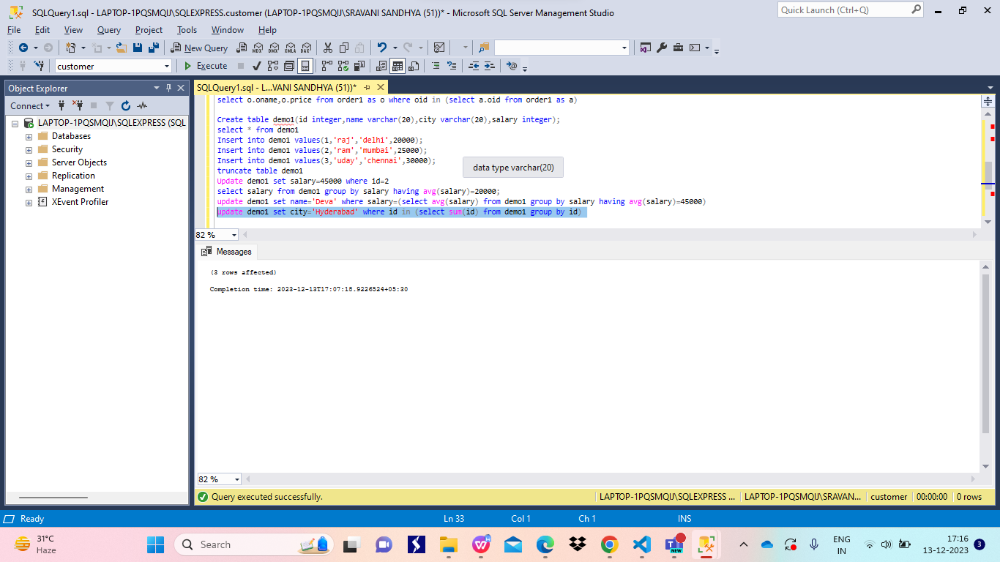 SQLQuery1.sql - LAPTOP-1PQSMQIJ\SQLEXPRESS.customer (LAPTOP-1PQSMQIJ\SRAVANI SANDHYA (51))* - Microsoft SQL Server Management Studio
Quick Launch (Ctrl+Q)
File Edit View Query Project Tools Window Help
New Query MDX DMX XMLA DAX
customer Execute
Object Explorer
SQLQuery1.sql - L...VANI SANDHYA (51))*
Connect
LAPTOP-1PQSMQIJ\SQLEXPRESS (SQL
Databases
Security
Server Objects
Replication
Management
XEvent Profiler
select o.oname,o.price from order1 as o where oid in (select a.oid from order1 as a)
Create table demo1(id integer,name varchar(20),city varchar(20),salary integer);
select * from demo1
Insert into demo1 values(1,'raj','delhi',20000);
Insert into demo1 values(2,'ram','mumbai',25000);
Insert into demo1 values(3,'uday','chennai',30000);
data type varchar(20)
truncate table demo1
Update demo1 set salary=45000 where id=2
select salary from demo1 group by salary having avg(salary)=20000;
update demo1 set name='Deva' where salary=(select avg(salary) from demo1 group by salary having avg(salary)=45000)
update demo1 set city='Hyderabad' where id in (select sum(id) from demo1 group by id)
82 %
Messages
(3 rows affected)
Completion time: 2023-12-13T17:07:18.9226524+05:30
82 %
Query executed successfully.
LAPTOP-1PQSMQIJ\SQLEXPRESS ... LAPTOP-1PQSMQIJ\SRAVAN... customer 00:00:00 0 rows
Ready Ln 33 Col 1 Ch 1 INS
31°C
Haze
Search
NEW
ENG
IN
17:16
13-12-2023
3